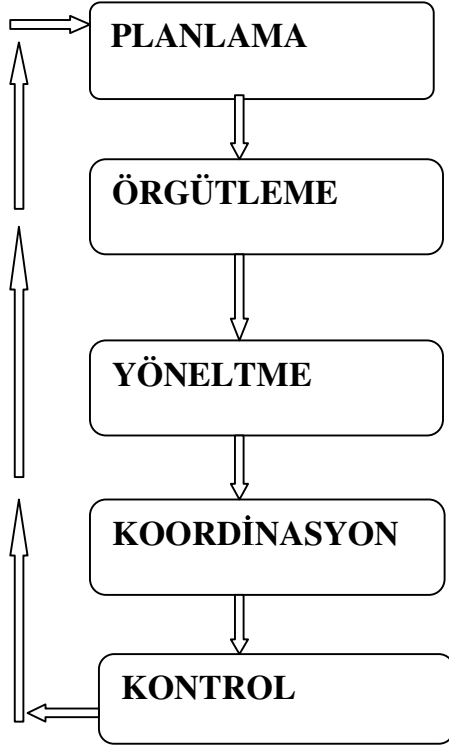 PLANLAMA
ÖRGÜTLEME
YÖNELTME
KOORDİNASYON
KONTROL